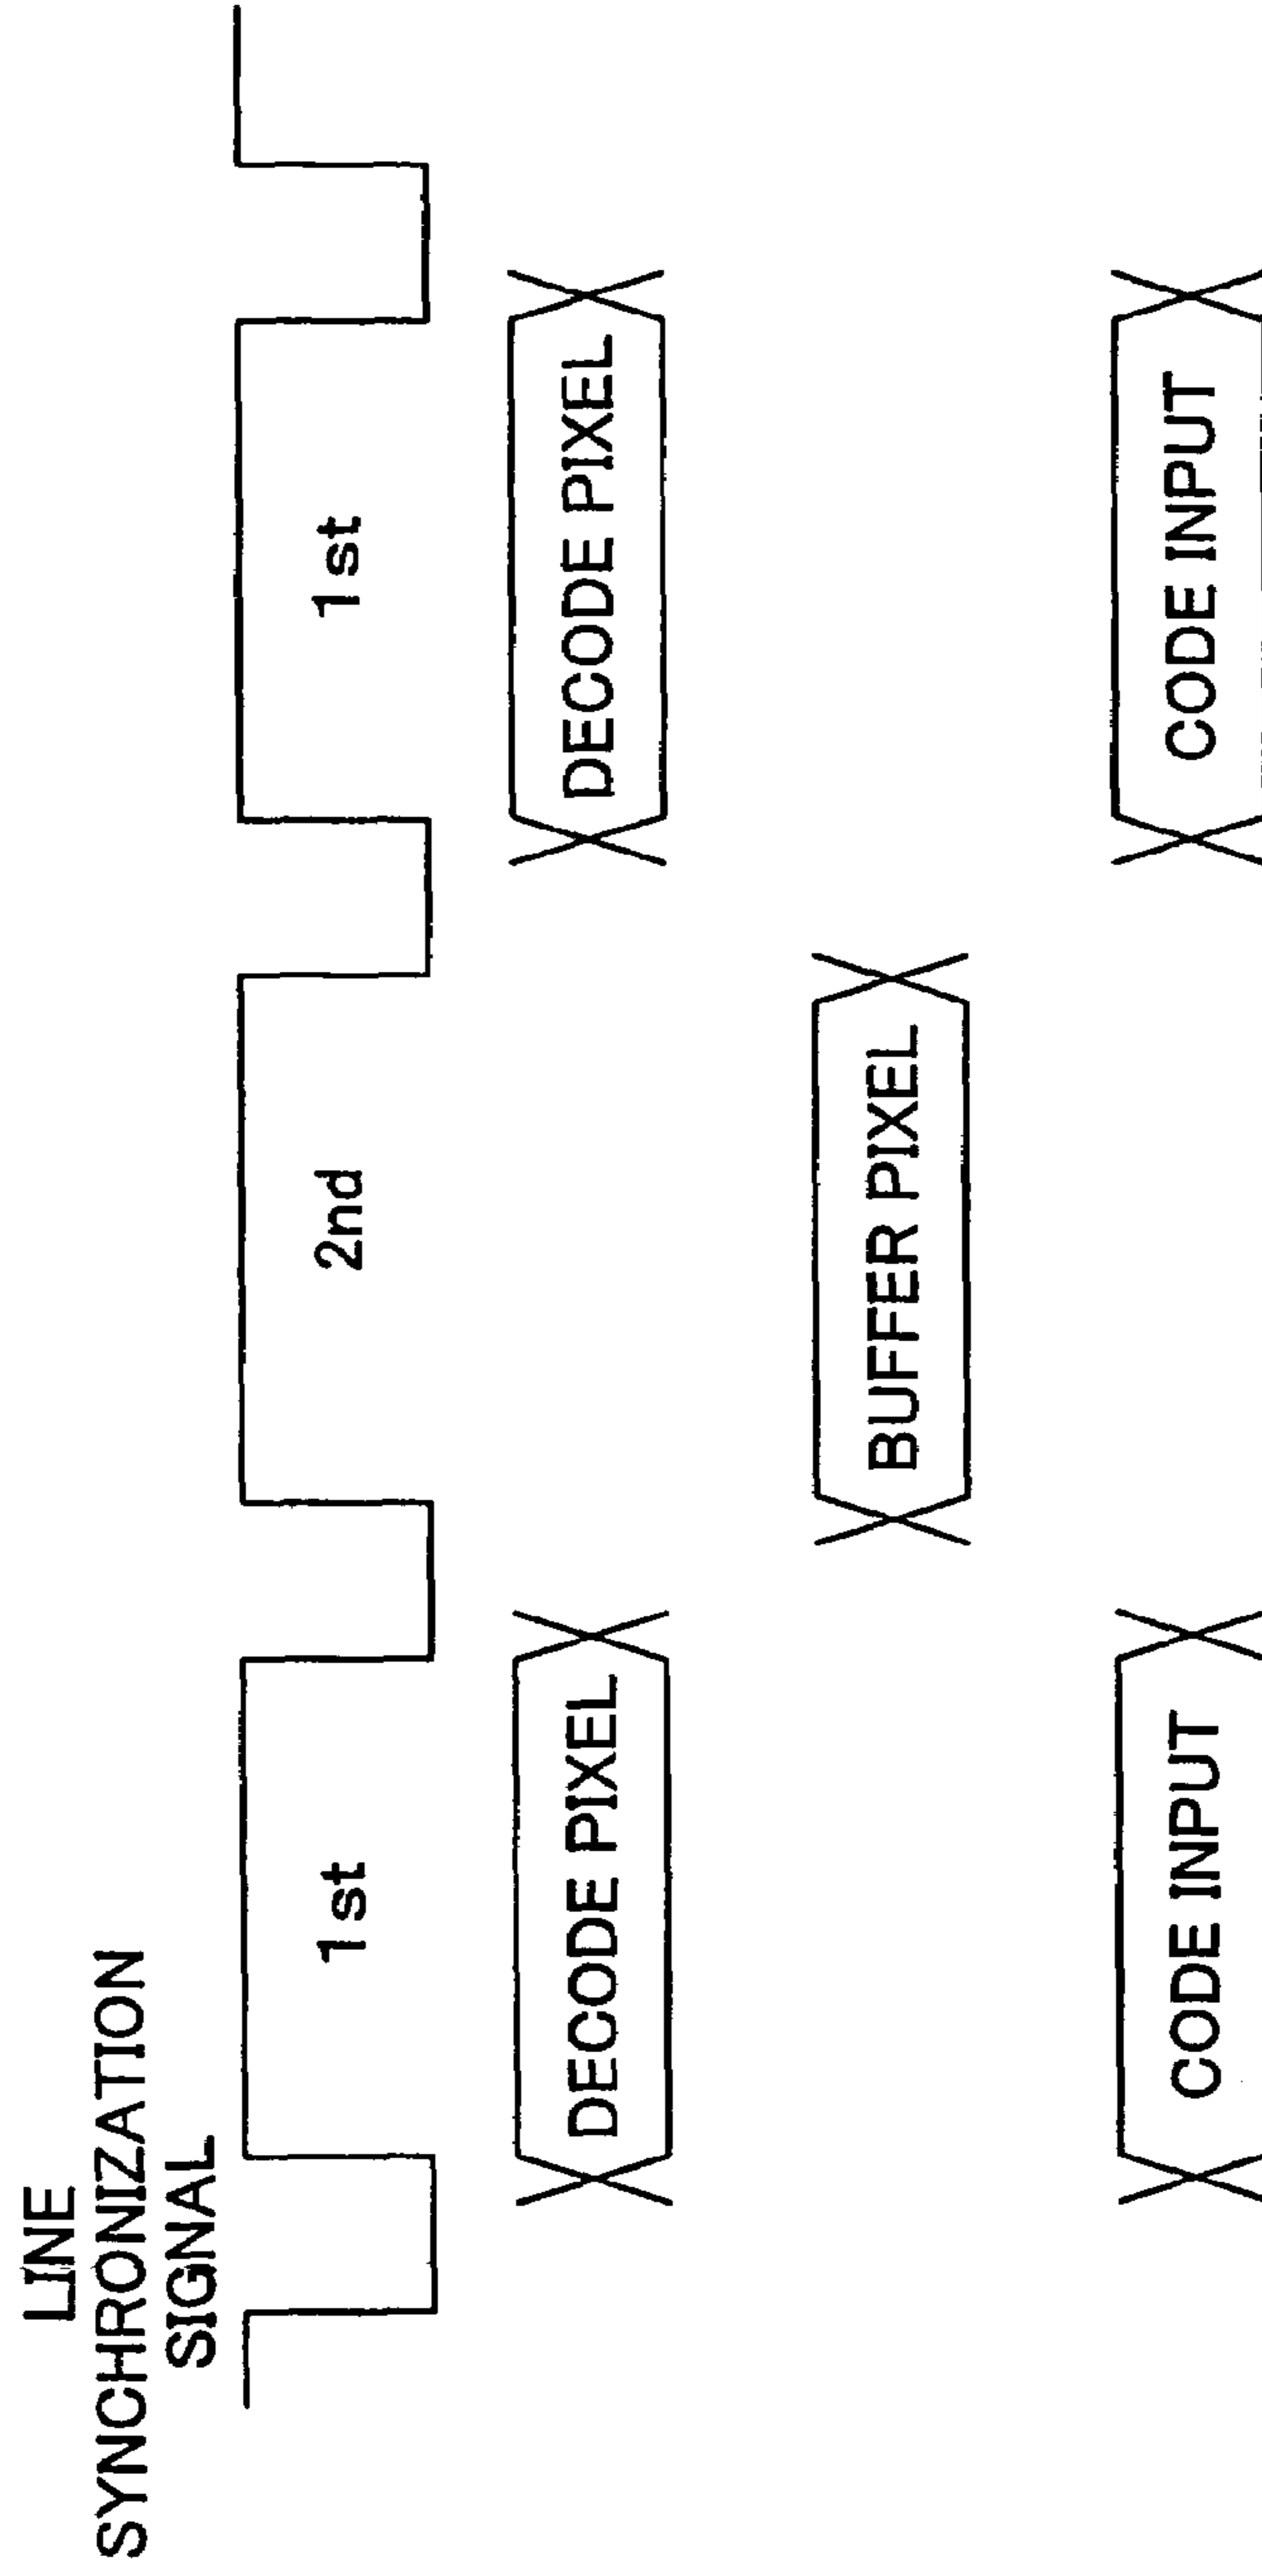 LINE
SYNCHRONIZATION
SIGNAL
1st
2nd
1st
DECODE PIXEL
DECODE PIXEL
BUFFER PIXEL
CODE INPUT
CODE INPUT